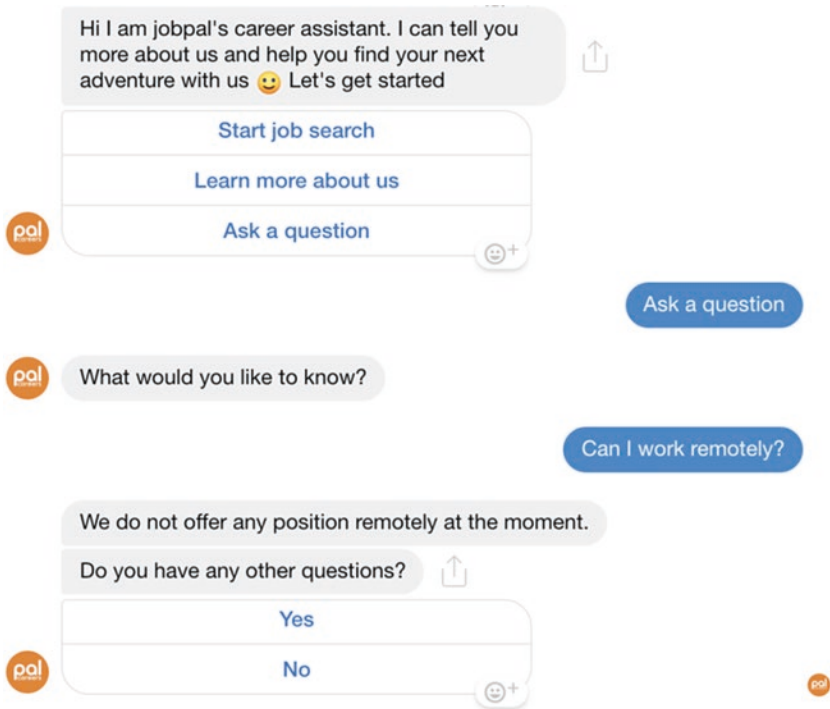 Hi I am jobpal's career assistant. I can tell you
more about us and help you find your next
adventure with us 🙂 Let's get started
Start job search
Learn more about us
Ask a question
pal
careers
Ask a question
pal
careers
What would you like to know?
Can I work remotely?
We do not offer any position remotely at the moment.
Do you have any other questions?
Yes
No
pal
careers
pal